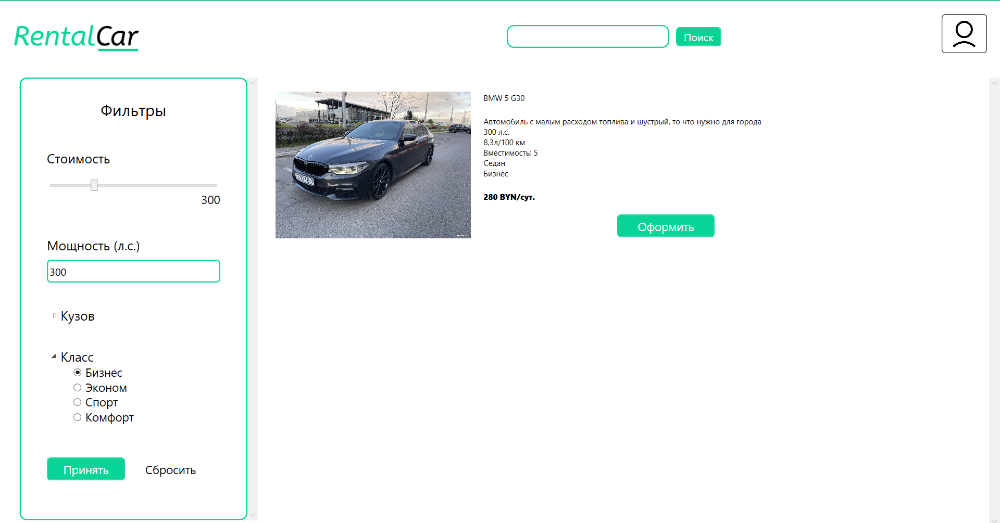 RentalCar
Поиск
Фильтры
Стоимость
300
Мощность (л.с.)
300
Кузов
Класс
Бизнес
Эконом
Спорт
Комфорт
Принять
Сбросить
BMW 5 G30
Автомобиль с малым расходом топлива и шустрый, то что нужно для города
300 л.с.
8,3л/100 км
Вместимость: 5
Седан
Бизнес
280 BYN/сут.
Оформить